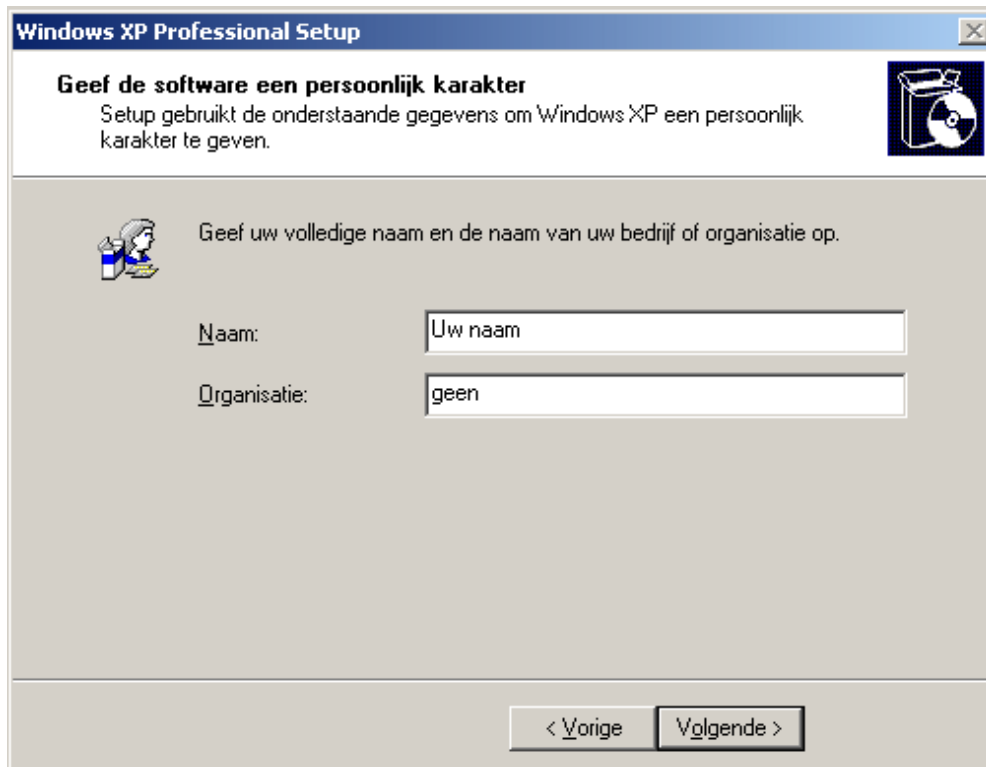 Windows XP Professional Setup
Geef de software een persoonlijk karakter
Setup gebruikt de onderstaande gegevens om Windows XP een persoonlijk
karakter te geven.
Geef uw volledige naam en de naam van uw bedrijf of organisatie op.
Naam: Uw naam
Organisatie: geen
< Vorige Volgende >